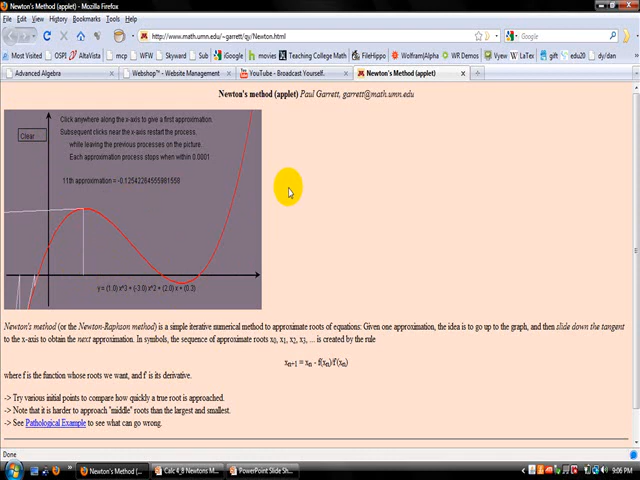 Newton's Method (applet) - Mozilla Firefox
File Edit View History Bookmarks Tools Help
http://www.math.umn.edu/~garrett/qy/Newton.html
Most Visited OSPI AltaVista WFW Sub iGoogle movies Teaching College Math FileHippo WolframAlpha WR Demos Vyew LaTex gift edu20 dy/dan
Advanced Algebra Webshop™ - Website Management YouTube - Broadcast Yourself. Newton's Method (applet)
Newton's method (applet) Paul Garrett, garrett@math.umn.edu
Click anywhere along the x-axis to give a first approximation.
Clear
Subsequent clicks near the x-axis restart the process,
while leaving the previous processes on the picture.
Each approximation process stops when within 0.0001
11th approximation = -0.12542264555981558
y = (1.0) x^3 + (-3.0) x^2 + (2.0) x + (0.3)
Newton's method (or the Newton-Raphson method) is a simple iterative numerical method to approximate roots of equations: Given one approximation, the idea is to go up to the graph, and then slide down the tangent
to the x-axis to obtain the next approximation. In symbols, the sequence of approximate roots x0, x1, x2, x3, ... is created by the rule
xn+1 = xn - f(xn)/f'(xn)
where f is the function whose roots we want, and f' is its derivative.
-> Try various initial points to compare how quickly a true root is approached.
-> Note that it is harder to approach "middle" roots than the largest and smallest.
-> See Pathological Example to see what can go wrong.
Done
Newton's Method (... Calc 4_8 Newtons M... PowerPoint Slide Sh... 9:06 PM